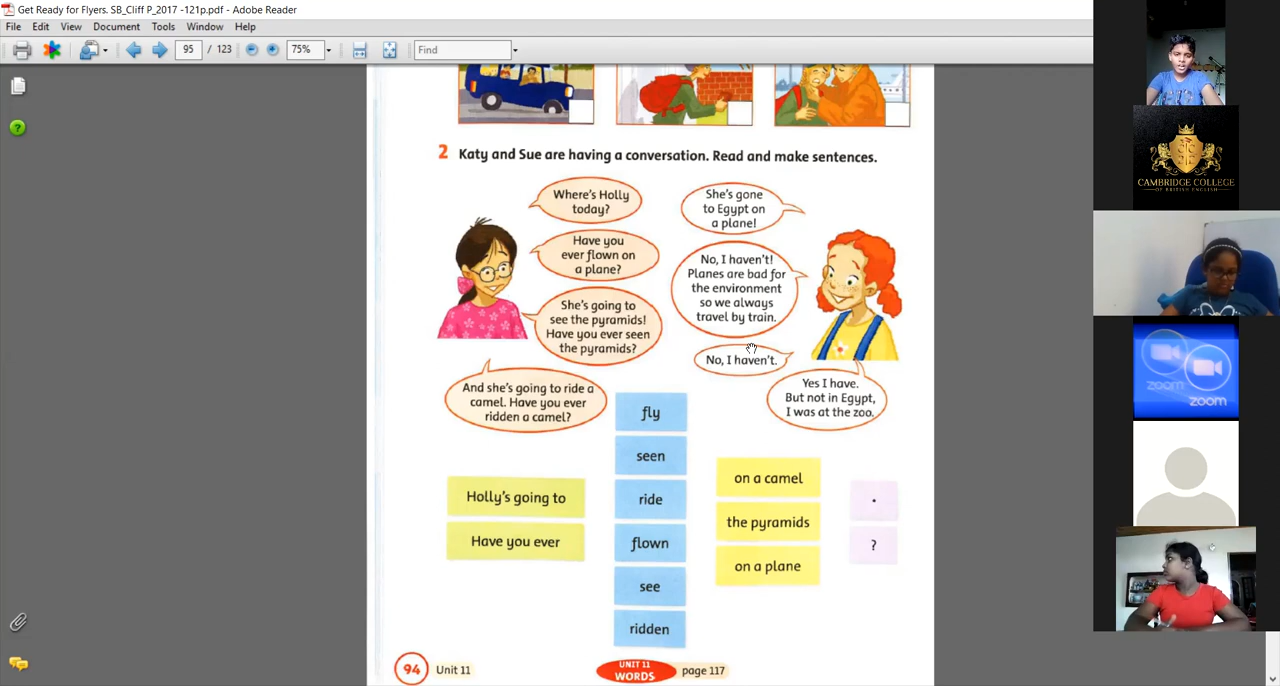 Get Ready for Flyers. SB_Cliff P_2017 -121p.pdf - Adobe Reader
File Edit View Document Tools Window Help
95 / 123 75% Find
2 Katy and Sue are having a conversation. Read and make sentences.
Where's Holly
today?
She's gone
to Egypt on
a plane!
Have you
ever flown on
a plane?
No, I haven't!
Planes are bad for
the environment
so we always
travel by train.
She's going to
see the pyramids!
Have you ever seen
the pyramids?
No, I haven't.
And she's going to ride a
camel. Have you ever
ridden a camel?
Yes I have.
But not in Egypt,
I was at the zoo.
Holly's going to
Have you ever
fly
seen
ride
flown
see
ridden
on a camel
the pyramids
on a plane
.
?
94 Unit 11
UNIT 11
WORDS
page 117
CAMBRIDGE COLLEGE
OF BRITISH ENGLISH
zoom
zoom